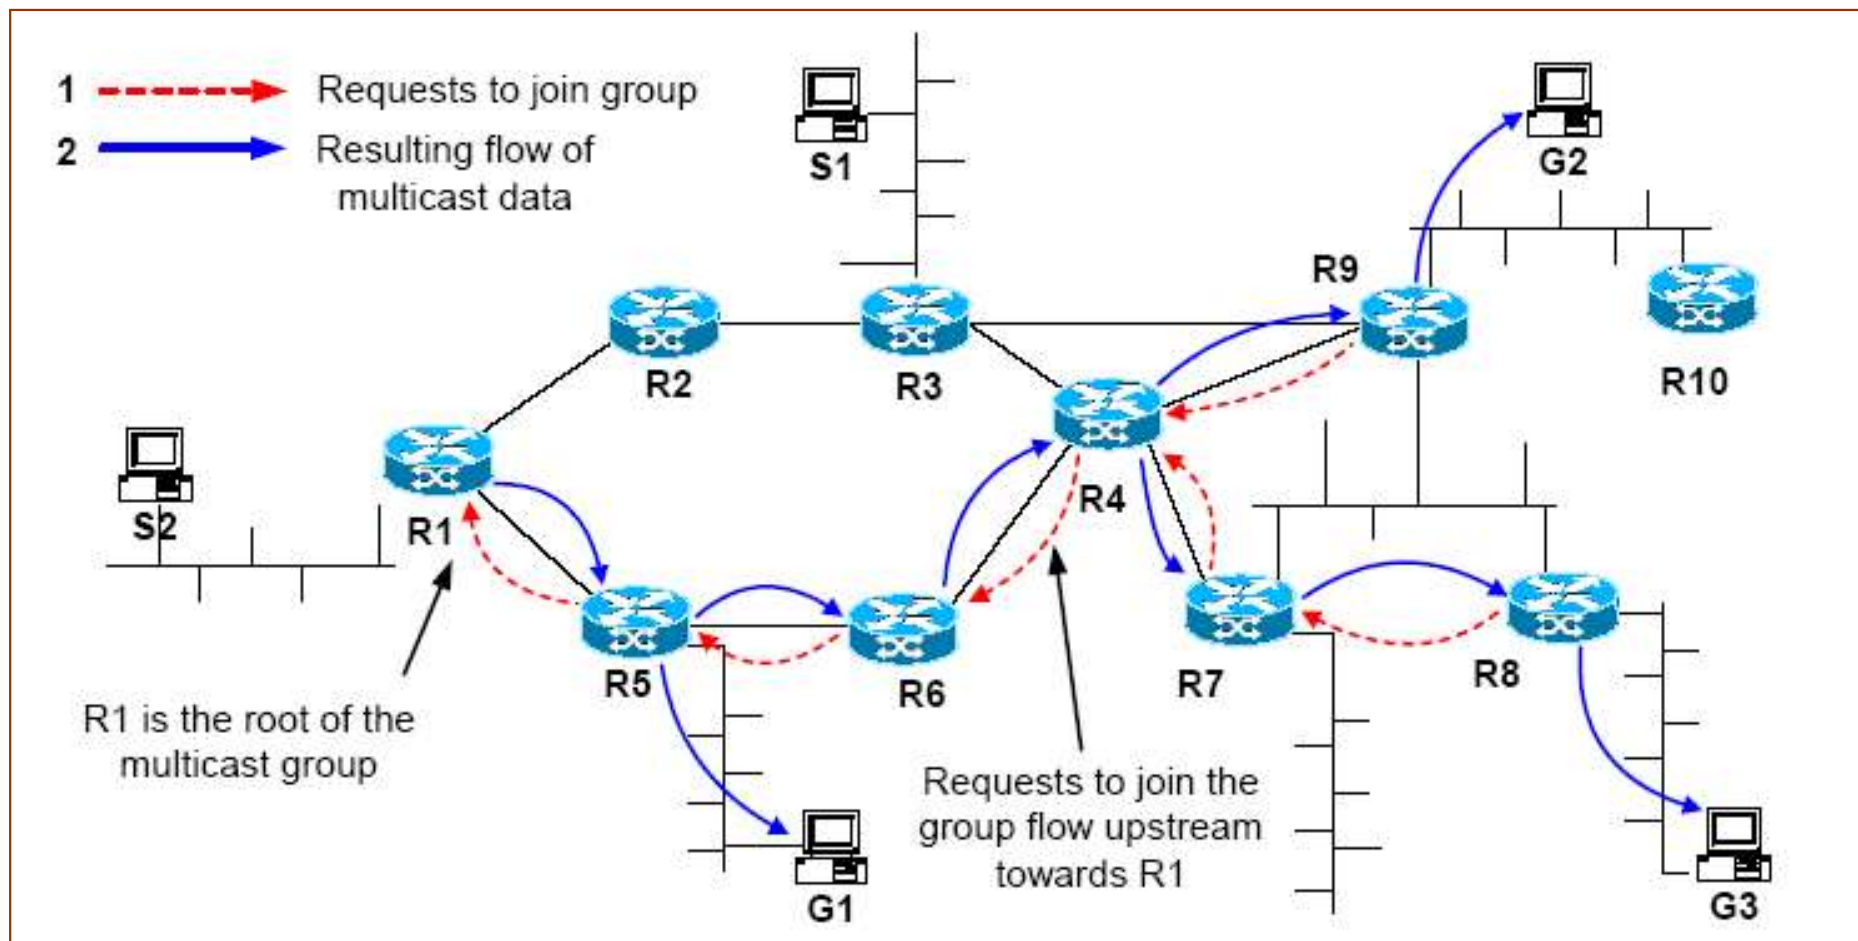 1 Requests to join group
2 Resulting flow of
multicast data
S1
G2
R9
R2
R3
R10
R4
S2
R1
R5
R6
R7
R8
R1 is the root of the
multicast group
Requests to join the
group flow upstream
towards R1
G1
G3